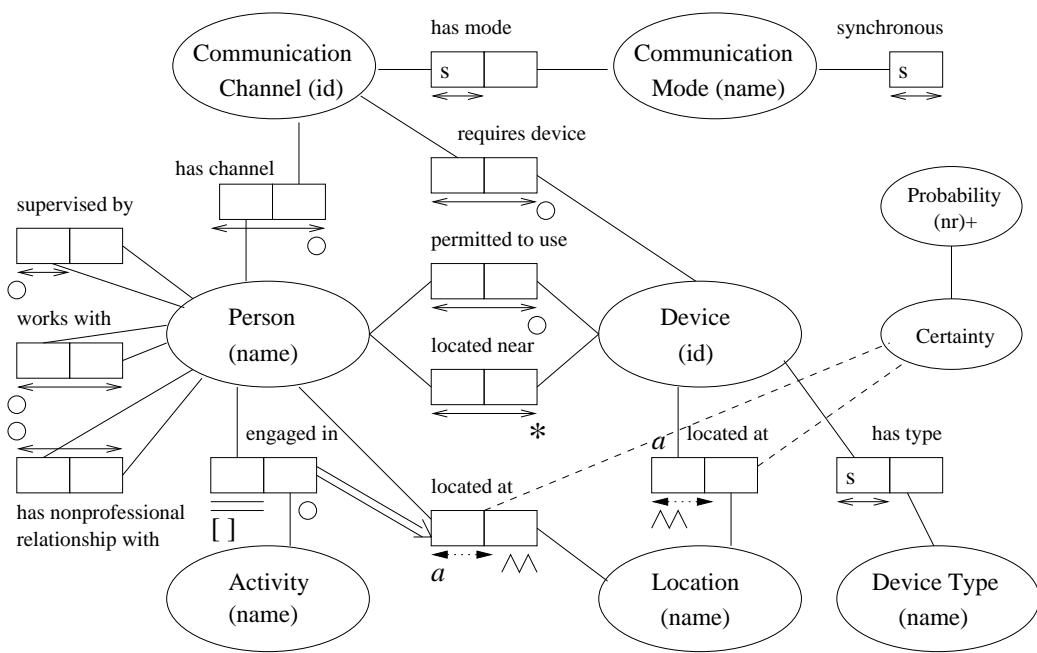 has mode
synchronous
Communication
Channel (id)
s
Communication
Mode (name)
s
requires device
has channel
Probability
(nr)+
supervised by
permitted to use
works with
Person
(name)
Device
(id)
Certainty
located near
*
engaged in
a
located at
has type
s
located at
has nonprofessional
relationship with
[ ]
a
Activity
(name)
Location
(name)
Device Type
(name)